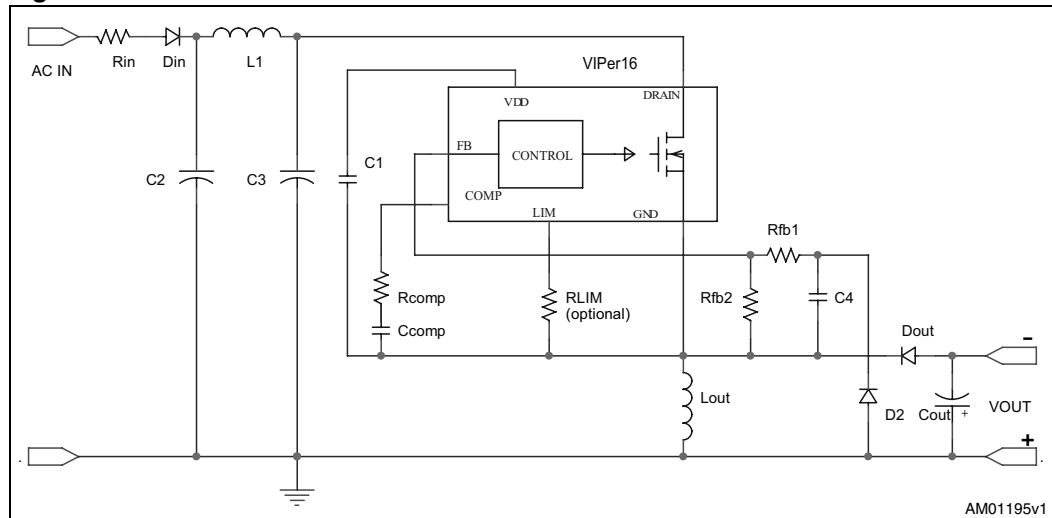 AC IN
Rin
Din
L1
VIPer16
VDD
DRAIN
FB
CONTROL
C1
C2
C3
COMP
LIM
GND
Rfb1
Rcomp
RLIM
(optional)
Rfb2
C4
Ccomp
Dout
-
Lout
D2
Cout
+
VOUT
+
AM01195v1